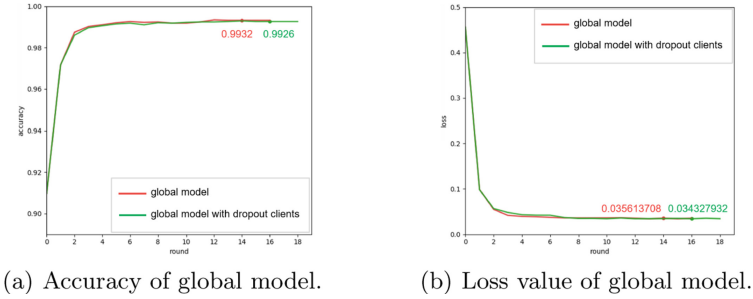 1.00
0.98
0.96
0.94
0.92
0.90
accuracy
0.9932 0.9926
global model
global model with dropout clients
0 2 4 6 8 10 12 14 16 18
round
(a) Accuracy of global model.
0.5
0.4
0.3
0.2
0.1
0.0
loss
global model
global model with dropout clients
0.035613708 0.034327932
0 2 4 6 8 10 12 14 16 18
round
(b) Loss value of global model.